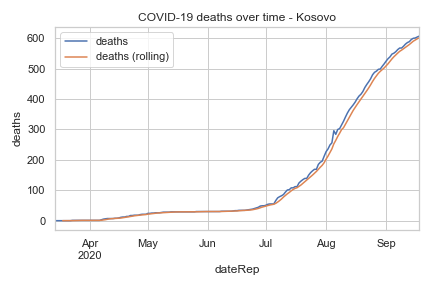 COVID-19 deaths over time - Kosovo
deaths
deaths (rolling)
600
500
400
300
200
100
0
deaths
Apr
2020
May
Jun
Jul
Aug
Sep
dateRep